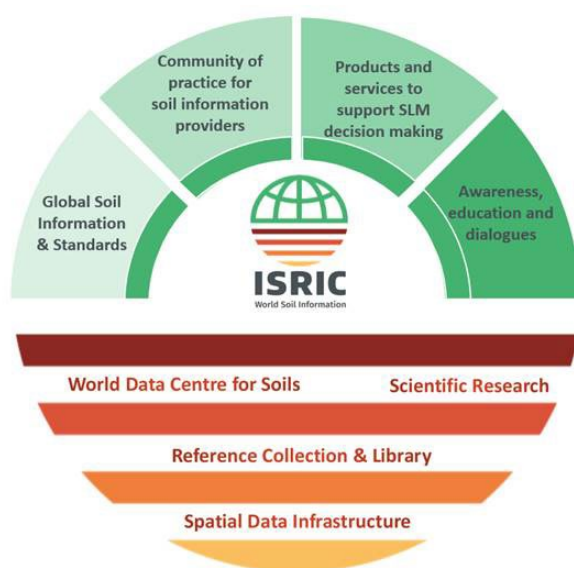 Community of
practice for
soil information
providers
Products and
services to
support SLM
decision making
Global Soil
Information
& Standards
Awareness,
education and
dialogues
ISRIC
World Soil Information
World Data Centre for Soils
Scientific Research
Reference Collection & Library
Spatial Data Infrastructure